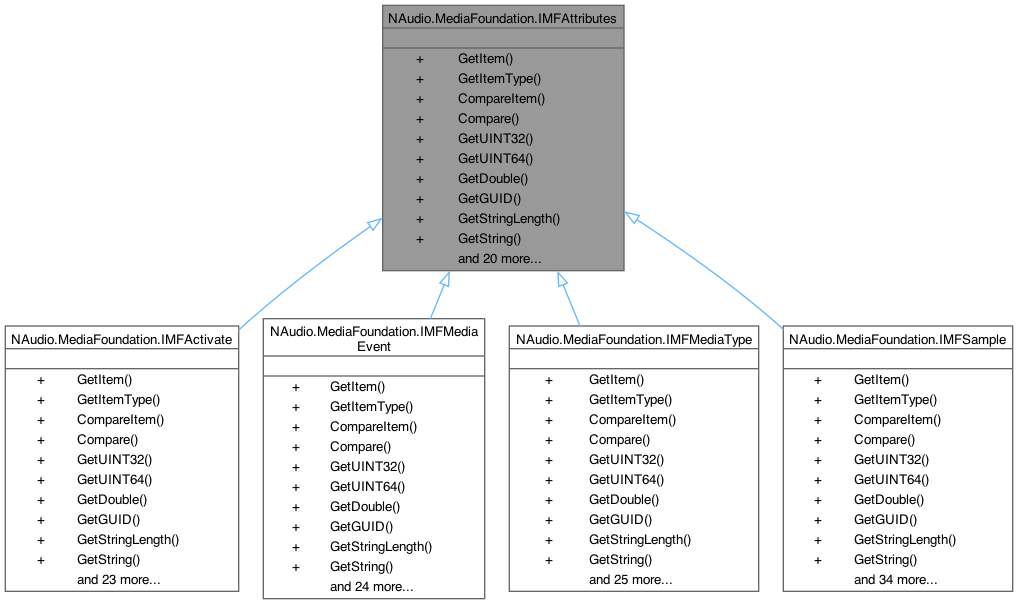 NAudio.MediaFoundation.IMFAttributes
+ GetItem()
+ GetItemType()
+ CompareItem()
+ Compare()
+ GetUINT32()
+ GetUINT64()
+ GetDouble()
+ GetGUID()
+ GetStringLength()
+ GetString()
and 20 more...
NAudio.MediaFoundation.IMFActivate
+ GetItem()
+ GetItemType()
+ CompareItem()
+ Compare()
+ GetUINT32()
+ GetUINT64()
+ GetDouble()
+ GetGUID()
+ GetStringLength()
+ GetString()
and 23 more...
NAudio.MediaFoundation.IMFMedia
Event
+ GetItem()
+ GetItemType()
+ CompareItem()
+ Compare()
+ GetUINT32()
+ GetUINT64()
+ GetDouble()
+ GetGUID()
+ GetStringLength()
+ GetString()
and 24 more...
NAudio.MediaFoundation.IMFMediaType
+ GetItem()
+ GetItemType()
+ CompareItem()
+ Compare()
+ GetUINT32()
+ GetUINT64()
+ GetDouble()
+ GetGUID()
+ GetStringLength()
+ GetString()
and 25 more...
NAudio.MediaFoundation.IMFSample
+ GetItem()
+ GetItemType()
+ CompareItem()
+ Compare()
+ GetUINT32()
+ GetUINT64()
+ GetDouble()
+ GetGUID()
+ GetStringLength()
+ GetString()
and 34 more...